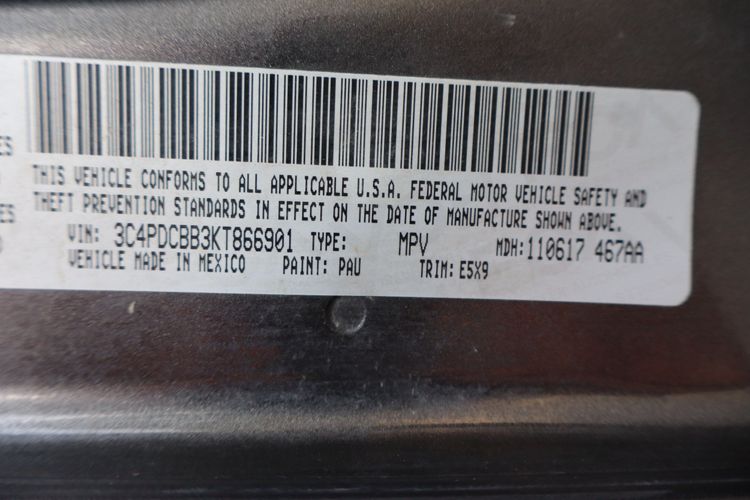 ES
THIS VEHICLE CONFORMS TO ALL APPLICABLE U.S.A. FEDERAL MOTOR VEHICLE SAFETY AND
THEFT PREVENTION STANDARDS IN EFFECT ON THE DATE OF MANUFACTURE SHOWN ABOVE.
ES
VIN: 3C4PDCBB3KT866901 TYPE: MPV MDH:110617 467AA
VEHICLE MADE IN MEXICO PAINT: PAU TRIM: E5X9